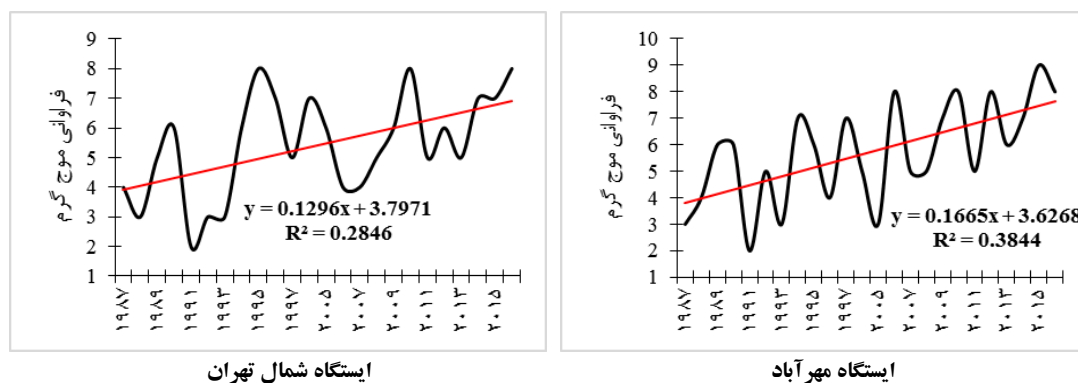 فراوانی موج گرم
9
8
7
6
5
4
3
2
1
y = 0.1296x + 3.7971
R² = 0.2846
۱۹۸۷ ۱۹۸۹ ۱۹۹۱ ۱۹۹۳ ۱۹۹۵ ۱۹۹۷ ۲۰۰۵ ۲۰۰۷ ۲۰۰۹ ۲۰۱۱ ۲۰۱۳ ۲۰۱۵
ایستگاه شمال تهران
فراوانی موج گرم
10
9
8
7
6
5
4
3
2
1
y = 0.1665x + 3.6268
R² = 0.3844
۱۹۸۷ ۱۹۸۹ ۱۹۹۱ ۱۹۹۳ ۱۹۹۵ ۱۹۹۷ ۲۰۰۵ ۲۰۰۷ ۲۰۰۹ ۲۰۱۱ ۲۰۱۳ ۲۰۱۵
ایستگاه مهرآباد